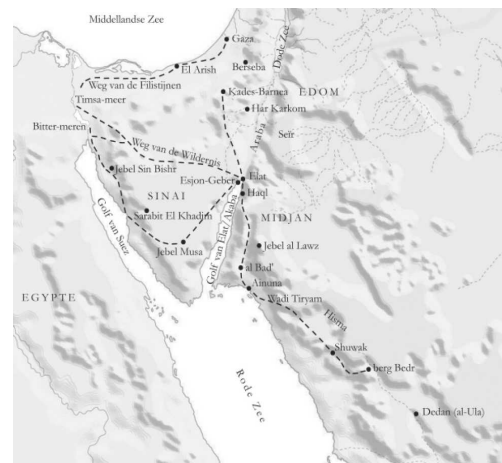 Middellandse Zee
Gaza
Dode Zee
El Arish
Berseba
Weg van de Filistijnen
Kades-Barnea
EDOM
Timsa-meer
Har Karkom
Bitter-meren
Araba
Seïr
Weg van de Wildernis
Jebel Sin Bishr
Elat
Esjon-Geber
SINAI
Haql
Sarabit El Khadim
MIDJAN
Golf van Suez
Golf van Elat/Akaba
Jebel Musa
Jebel al Lawz
al Bad'
EGYPTE
Ainuna
Wadi Tiryam
Hisma
Shuwak
berg Bedr
Rode Zee
Dedan (al-Ula)